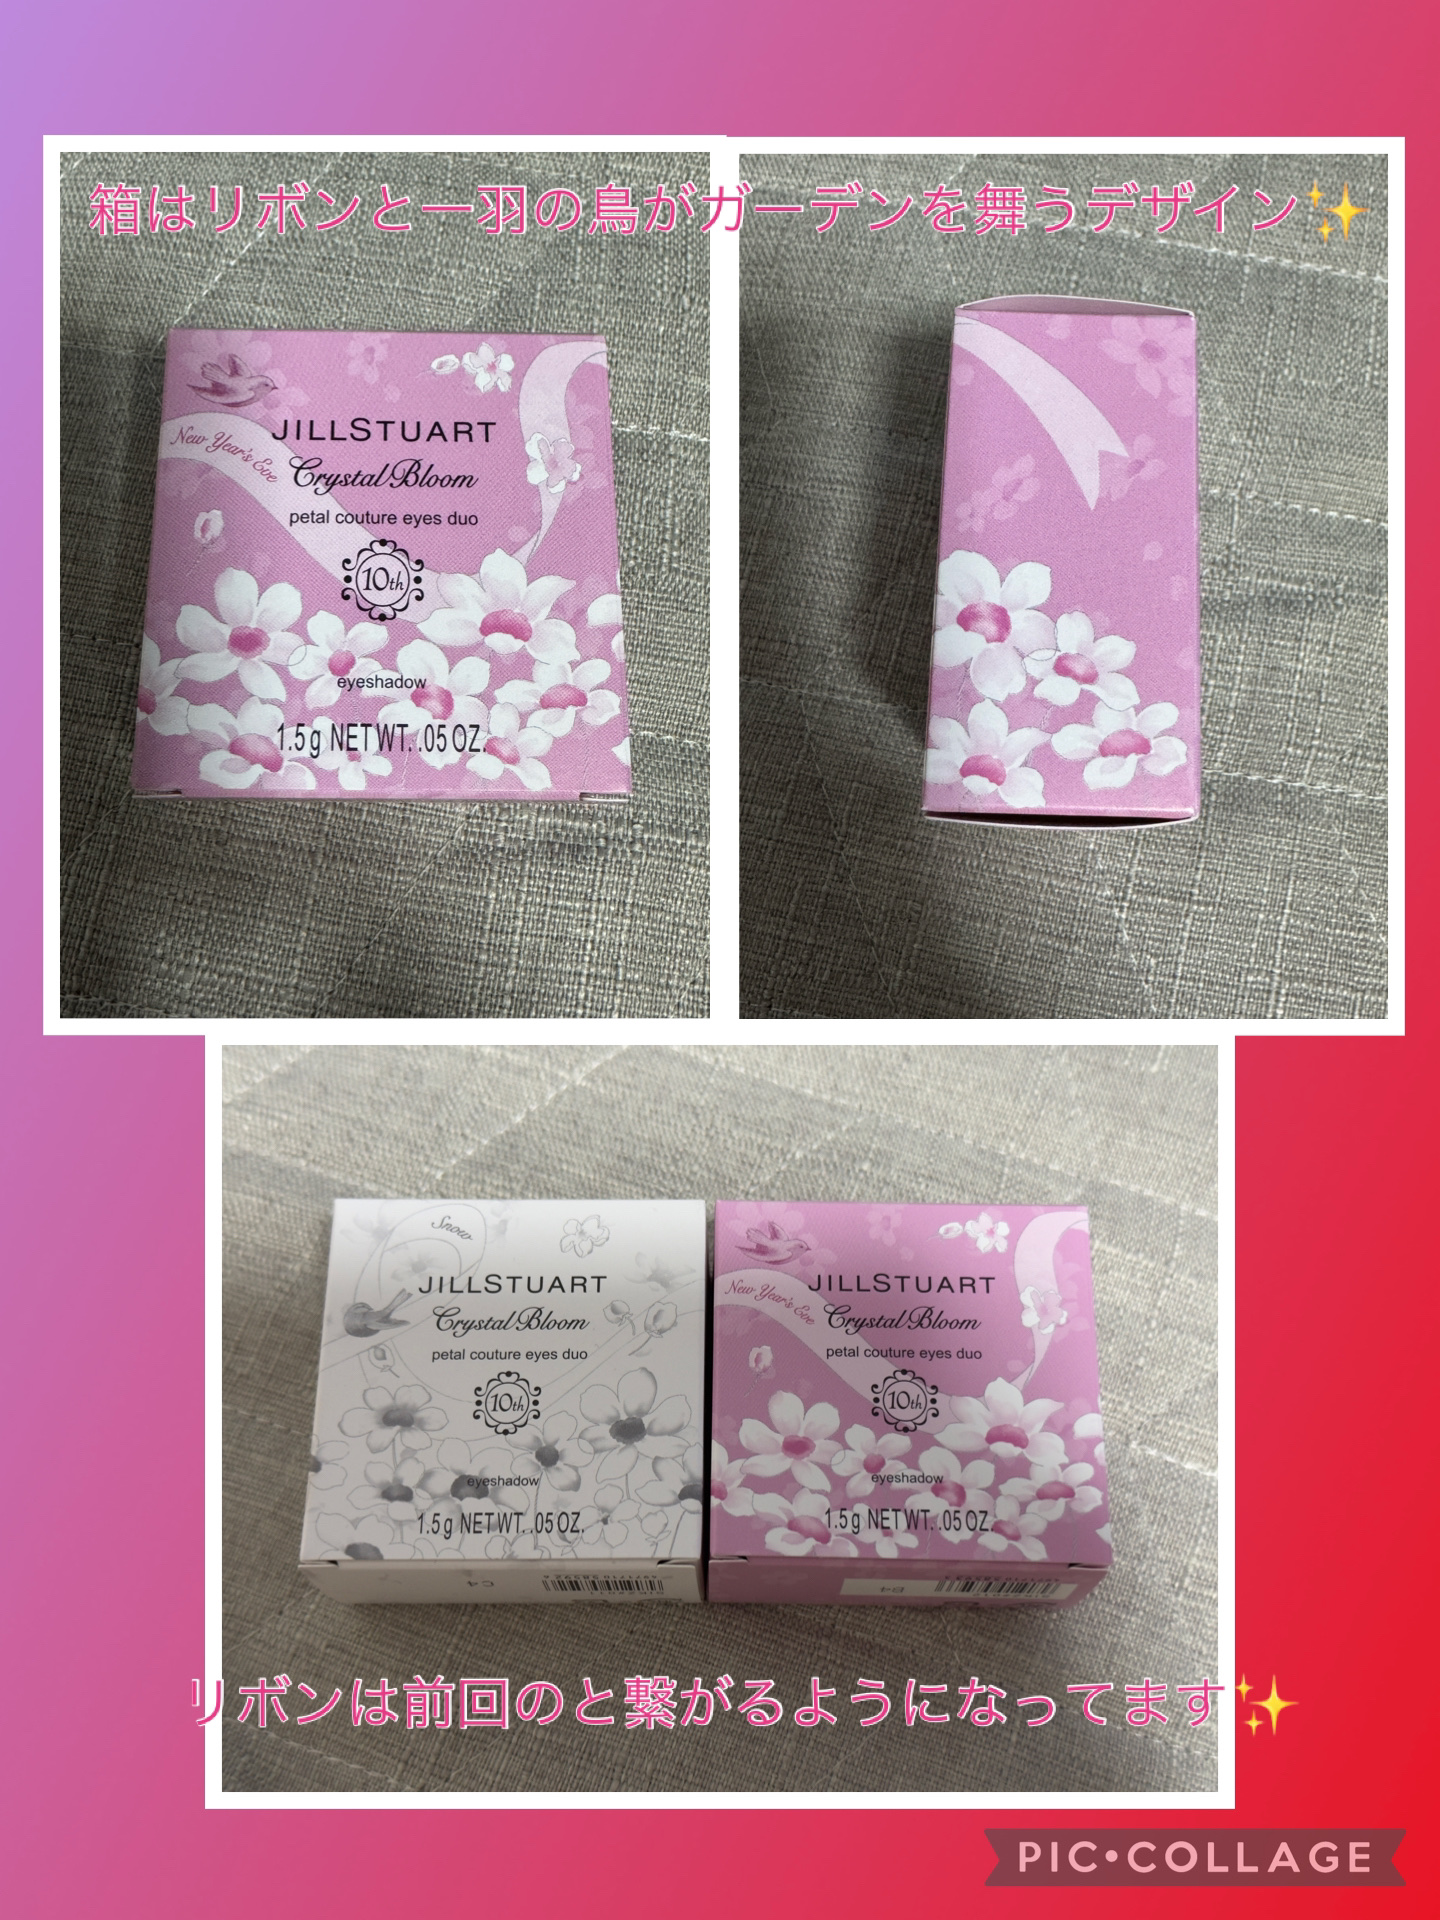 箱はリボンと一羽の鳥がガーデンを舞うデザイン✨
New Year's Eve
JILLSTUART
Crystal Bloom
petal couture eyes duo
10th
eyeshadow
1.5g NET WT. .05 OZ.
Snow
JILLSTUART
Crystal Bloom
petal couture eyes duo
10th
eyeshadow
1.5g NET WT. .05 OZ.
C4
New Year's Eve
JILLSTUART
Crystal Bloom
petal couture eyes duo
10th
eyeshadow
1.5g NET WT. .05 OZ.
リボンは前回のと繋がるようになってます✨
PIC•COLLAGE